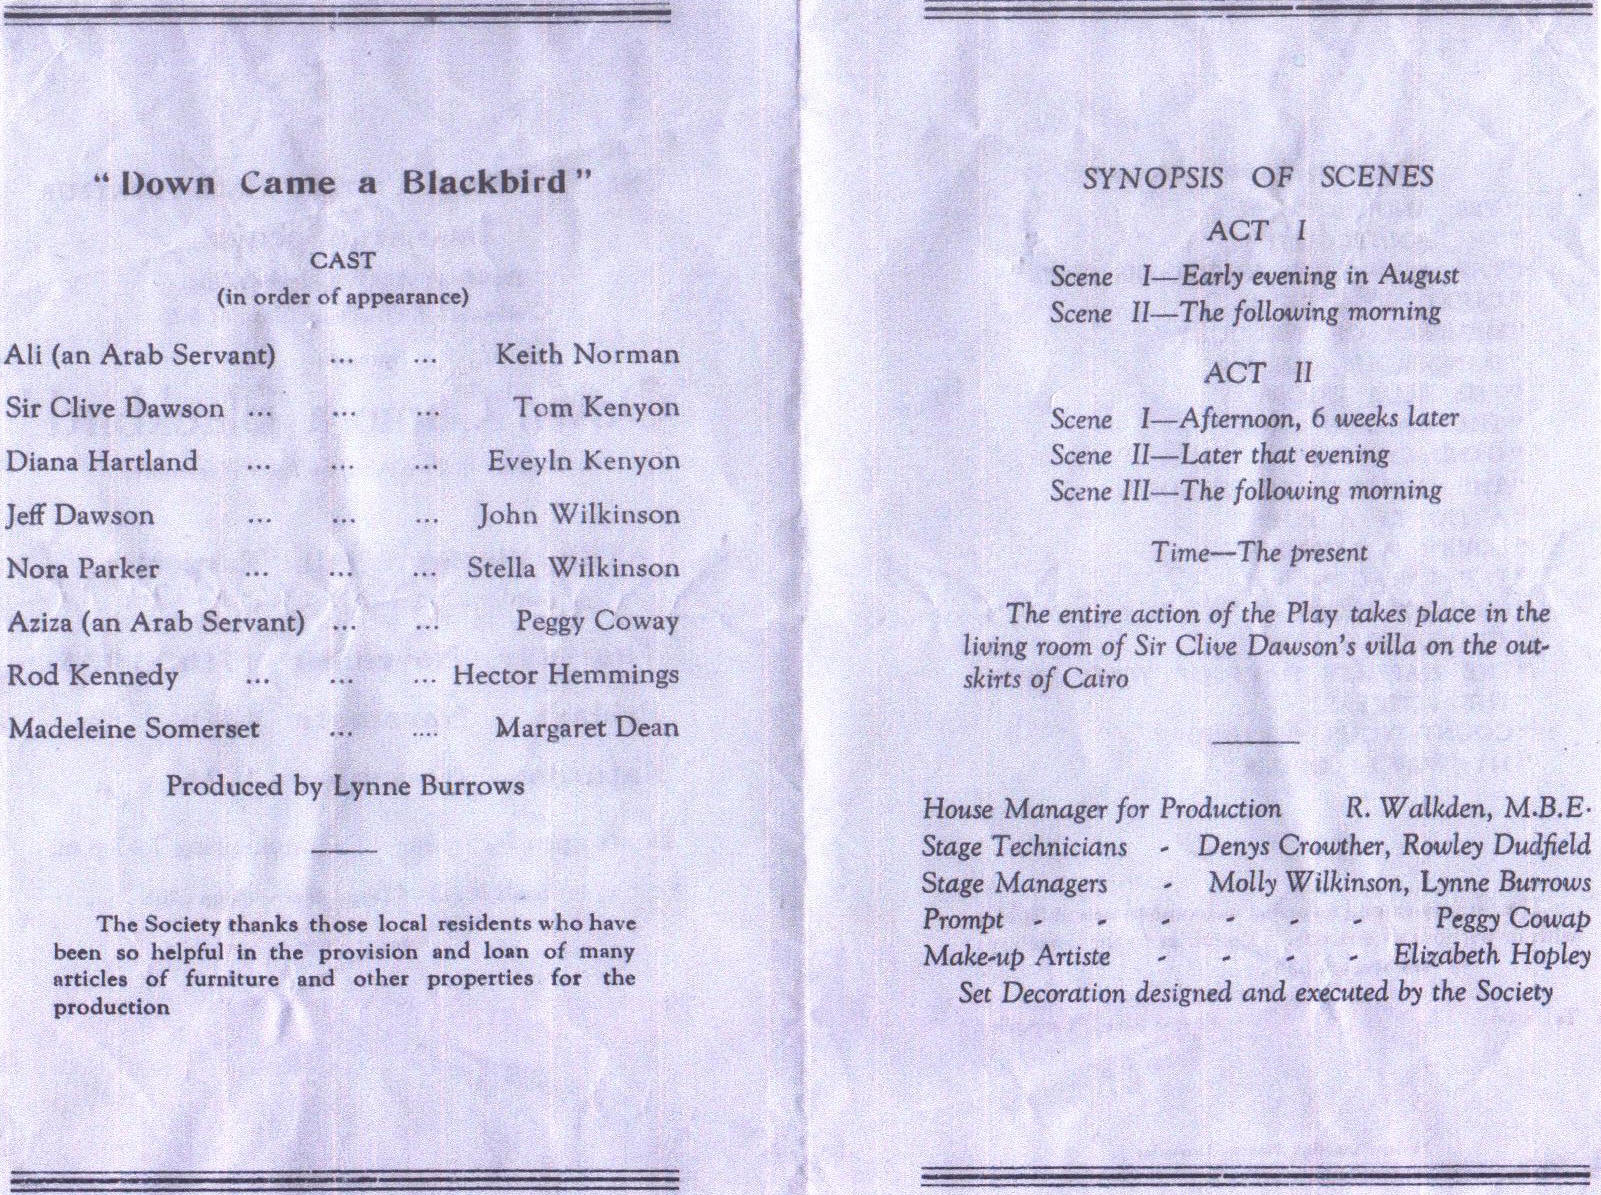 “Down Came a Blackbird”
CAST
(in order of appearance)
Ali (an Arab Servant) ... ... Keith Norman
Sir Clive Dawson ... ... ... Tom Kenyon
Diana Hartland ... ... ... Eveyln Kenyon
Jeff Dawson ... ... ... John Wilkinson
Nora Parker ... ... ... Stella Wilkinson
Aziza (an Arab Servant) ... ... Peggy Coway
Rod Kennedy ... ... ... Hector Hemmings
Madeleine Somerset ... .... Margaret Dean
Produced by Lynne Burrows
The Society thanks those local residents who have
been so helpful in the provision and loan of many
articles of furniture and other properties for the
production
SYNOPSIS OF SCENES
ACT I
Scene I—Early evening in August
Scene II—The following morning
ACT II
Scene I—Afternoon, 6 weeks later
Scene II—Later that evening
Scene III—The following morning
Time—The present
The entire action of the Play takes place in the
living room of Sir Clive Dawson's villa on the out-
skirts of Cairo
House Manager for Production R. Walkden, M.B.E.
Stage Technicians - Denys Crowther, Rowley Dudfield
Stage Managers - Molly Wilkinson, Lynne Burrows
Prompt - - - - - - Peggy Cowap
Make-up Artiste - - - - Elizabeth Hopley
Set Decoration designed and executed by the Society